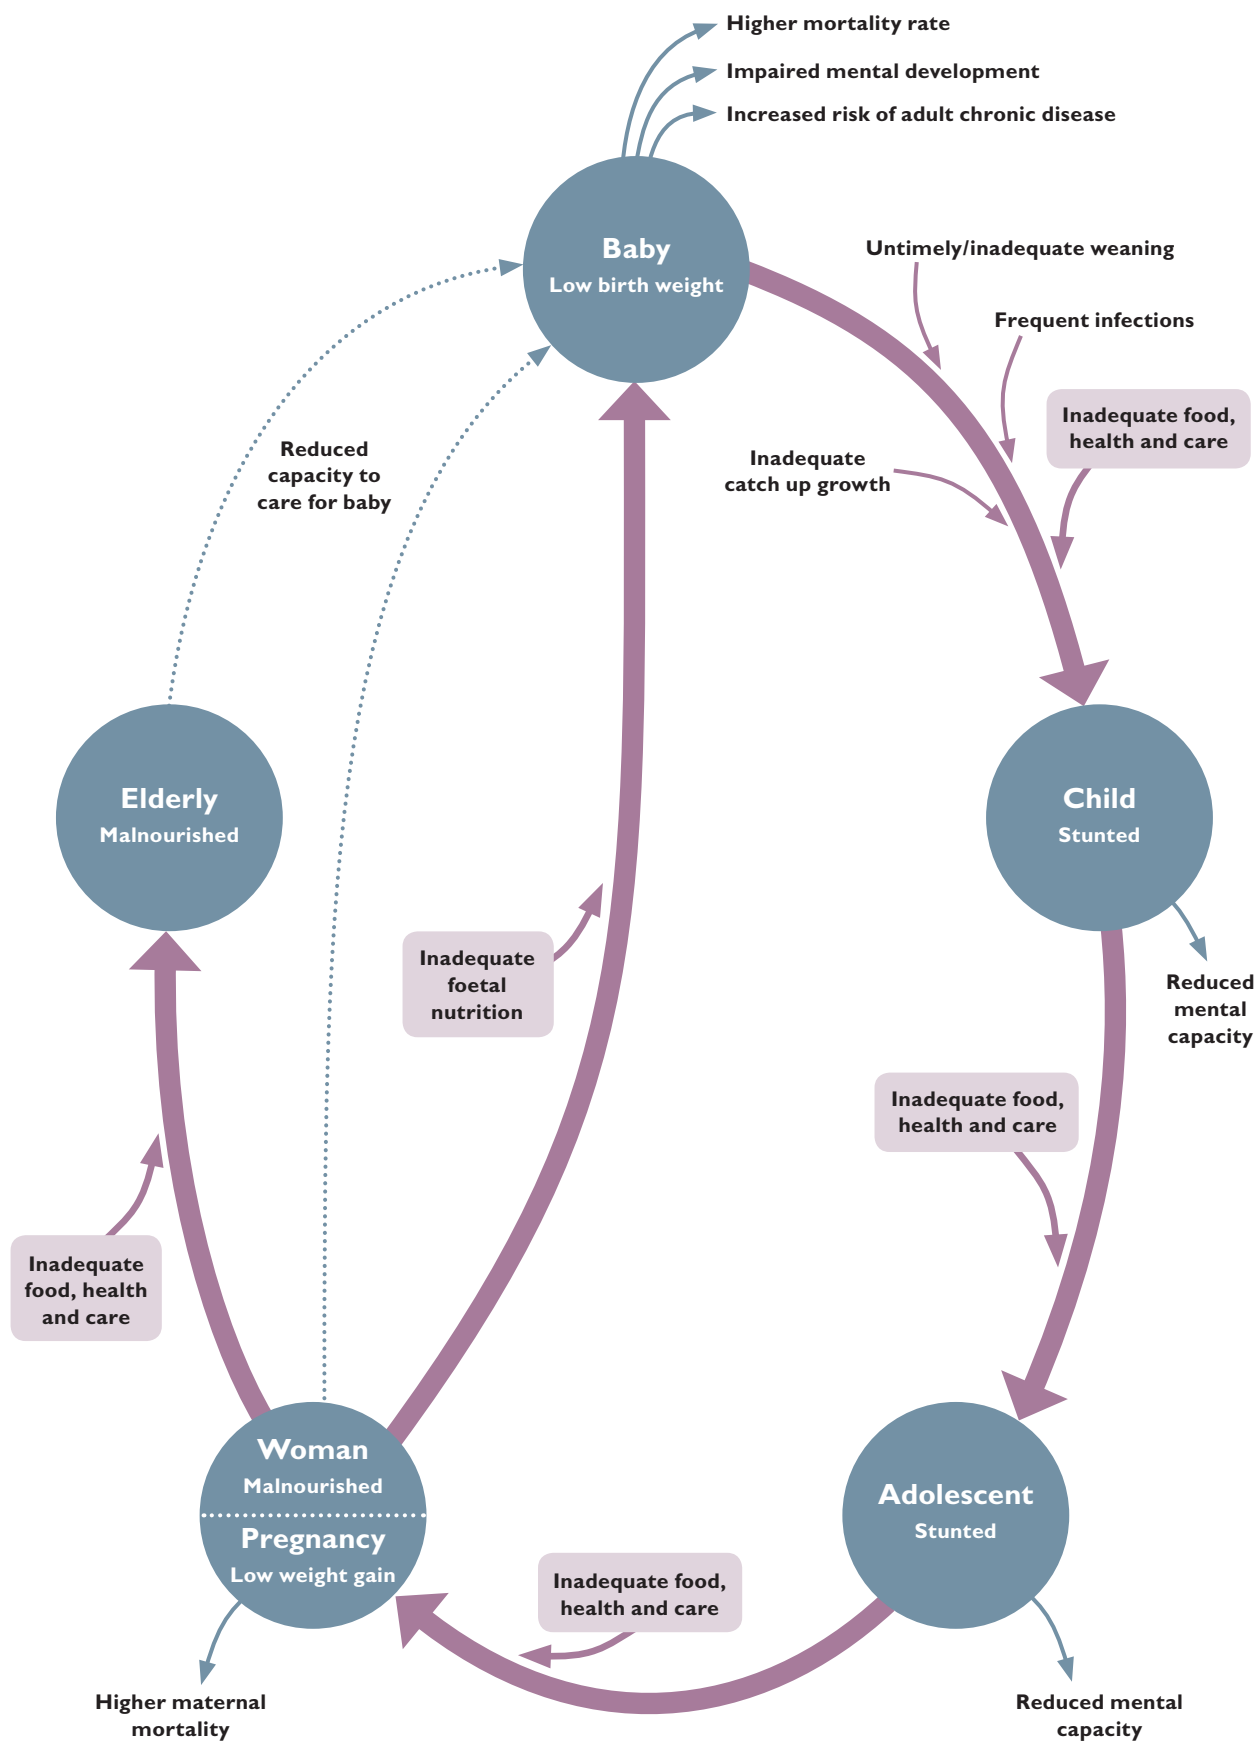 Higher mortality rate
Impaired mental development
Increased risk of adult chronic disease
Baby
Low birth weight
Untimely/inadequate weaning
Frequent infections
Inadequate food,
health and care
Inadequate
catch up growth
Reduced
capacity to
care for baby
Elderly
Malnourished
Child
Stunted
Inadequate
foetal
nutrition
Reduced
mental
capacity
Inadequate food,
health and care
Inadequate
food, health
and care
Woman
Malnourished
Pregnancy
Low weight gain
Adolescent
Stunted
Inadequate food,
health and care
Higher maternal
mortality
Reduced mental
capacity